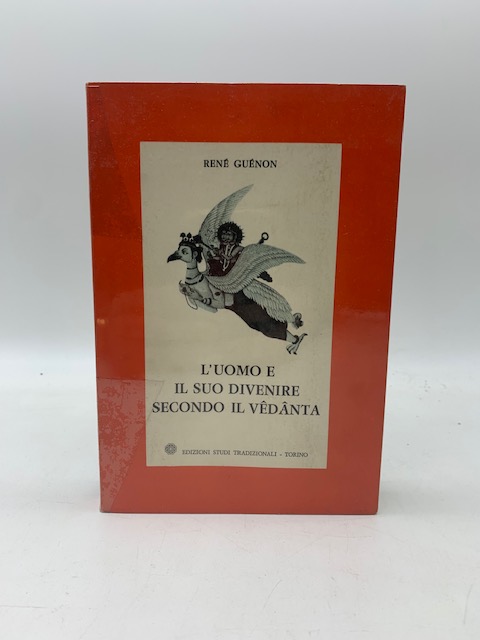 RENÉ GUÉNON
L'UOMO E
IL SUO DIVENIRE
SECONDO IL VÊDÂNTA
EDIZIONI STUDI TRADIZIONALI - TORINO